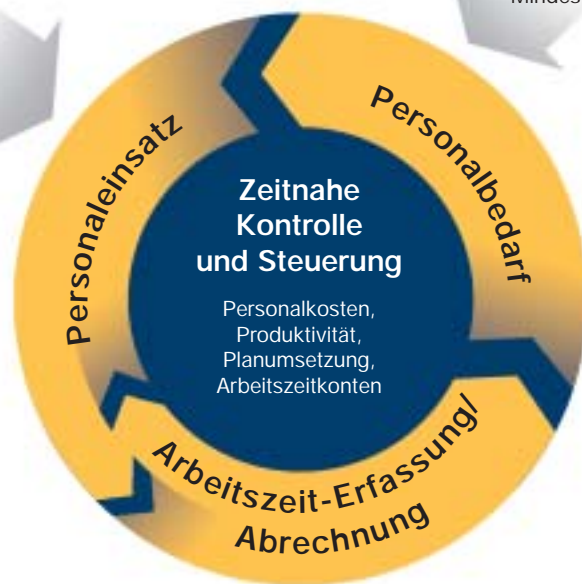 Personaleinsatz
Personalbedarf
Zeitnahe
Kontrolle
und Steuerung
Personalkosten,
Produktivität,
Planumsetzung,
Arbeitszeitkonten
Arbeitszeit-Erfassung/
Abrechnung